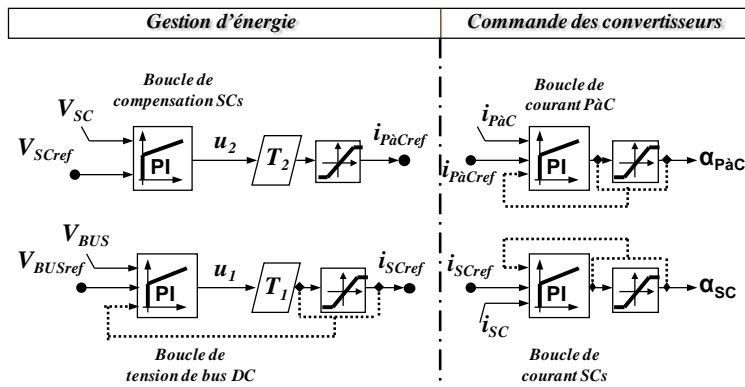 Gestion d'énergie
Commande des convertisseurs
Boucle de
compensation SCs
V_SC
V_SCref
PI
u_2
T_2
i_PàCref
Boucle de
courant PàC
i_PàC
i_PàCref
PI
α_PàC
V_BUS
V_BUSref
PI
u_1
T_1
i_SCref
Boucle de
tension de bus DC
i_SCref
i_SC
PI
α_SC
Boucle de
courant SCs